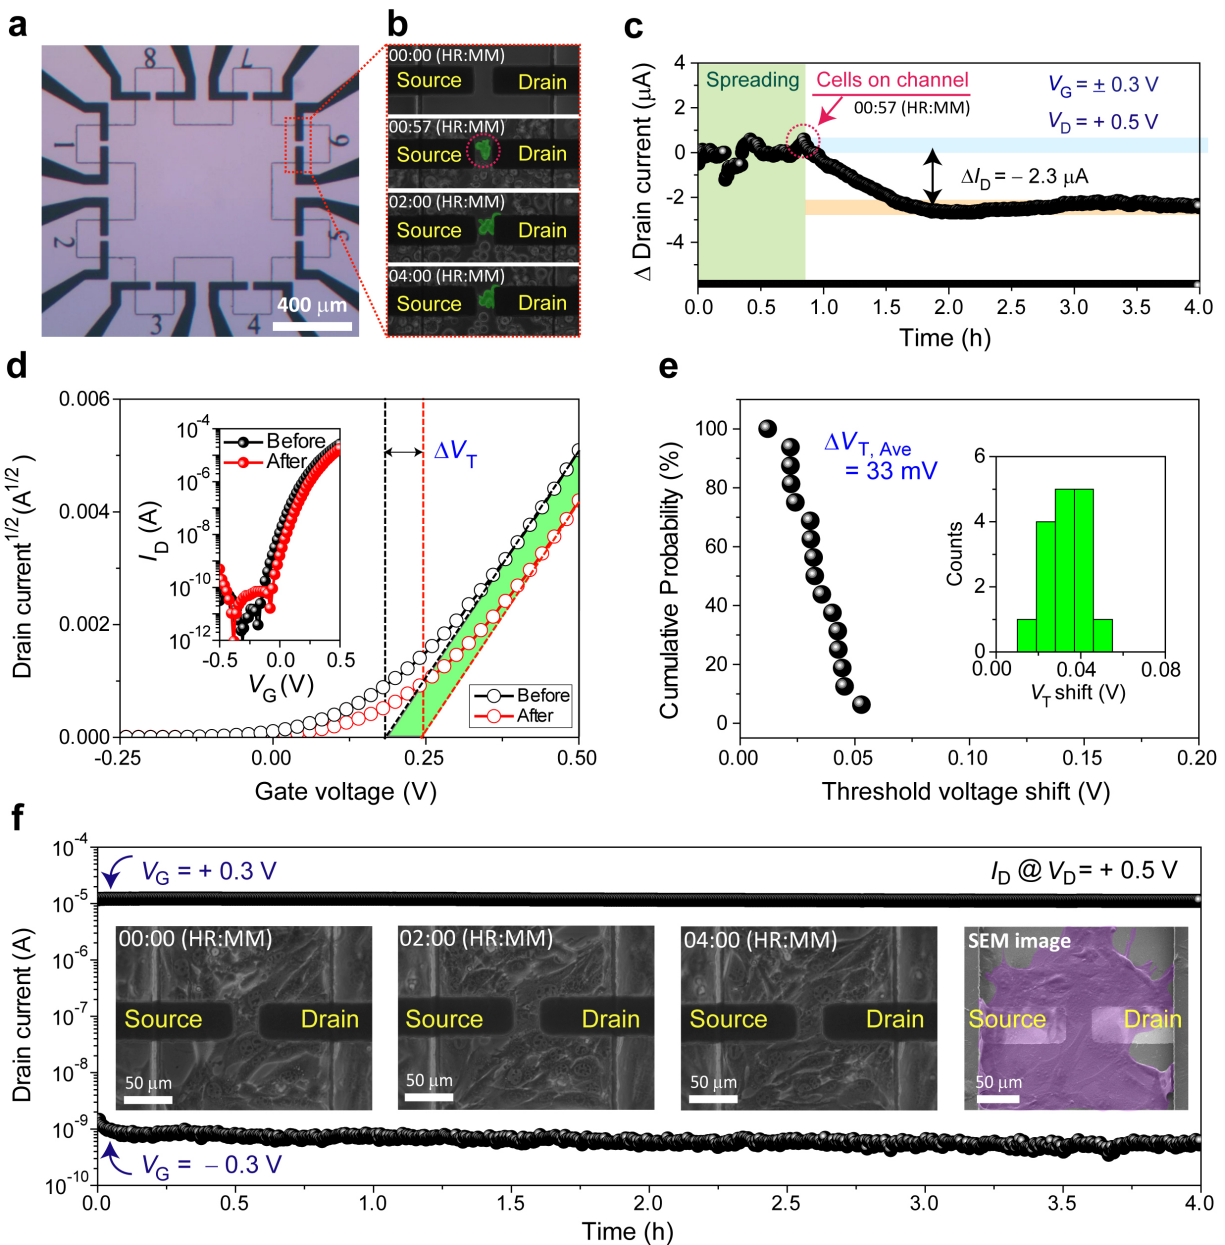 a
8
7
1
6
2
5
3
4
400 μm
b
00:00 (HR:MM)
Source Drain
00:57 (HR:MM)
Source Drain
02:00 (HR:MM)
Source Drain
04:00 (HR:MM)
Source Drain
c
Δ Drain current (μA)
4
2
0
-2
-4
Spreading
Cells on channel
00:57 (HR:MM)
VG = ± 0.3 V
VD = + 0.5 V
ΔID = − 2.3 μA
0.0 0.5 1.0 1.5 2.0 2.5 3.0 3.5 4.0
Time (h)
d
Drain current1/2 (A1/2)
0.006
0.004
0.002
0.000
-0.25 0.00 0.25 0.50
Gate voltage (V)
ΔVT
Before
After
ID (A)
10-4
10-6
10-8
10-10
10-12
-0.5 0.0 0.5
VG (V)
Before
After
e
Cumulative Probability (%)
100
80
60
40
20
0
0.00 0.05 0.10 0.15 0.20
Threshold voltage shift (V)
ΔVT, Ave
= 33 mV
Counts
6
4
2
0
0.00 0.04 0.08
VT shift (V)
f
Drain current (A)
10-4
10-5
10-6
10-7
10-8
10-9
10-10
VG = + 0.3 V
ID @ VD = + 0.5 V
00:00 (HR:MM)
Source Drain
50 μm
02:00 (HR:MM)
Source Drain
50 μm
04:00 (HR:MM)
Source Drain
50 μm
SEM image
Source Drain
50 μm
VG = − 0.3 V
0.0 0.5 1.0 1.5 2.0 2.5 3.0 3.5 4.0
Time (h)